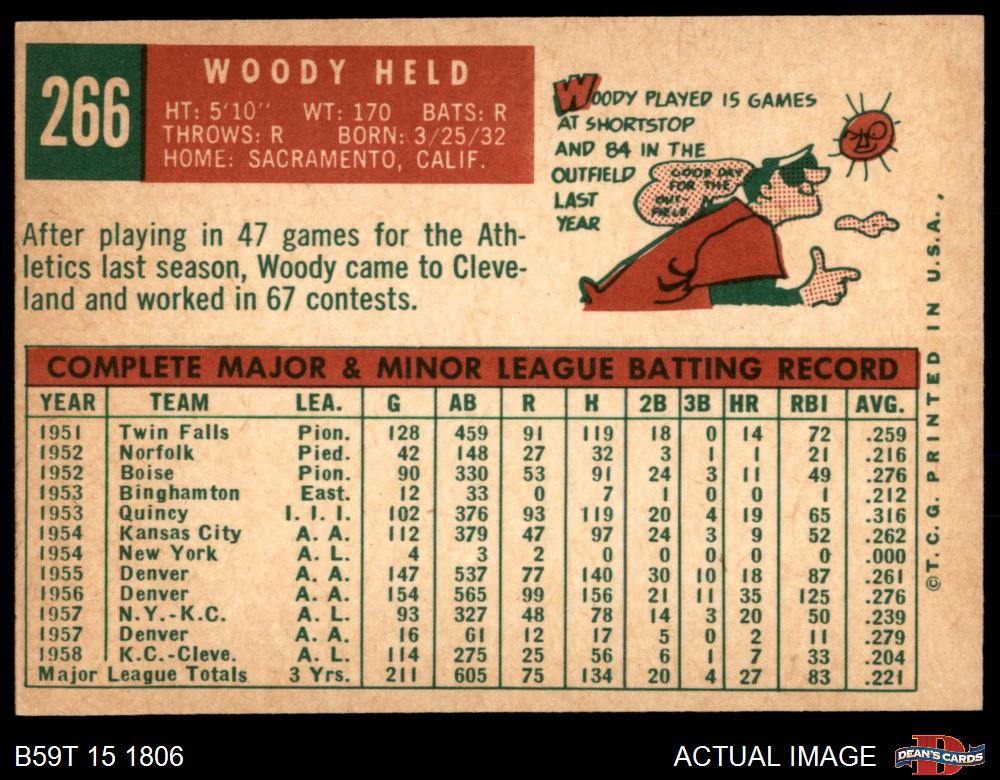 266
WOODY HELD
HT: 5'10" WT: 170 BATS: R
THROWS: R BORN: 3/25/32
HOME: SACRAMENTO, CALIF.
WOODY PLAYED 15 GAMES
AT SHORTSTOP
AND 84 IN THE
OUTFIELD
LAST
YEAR
GOOD DAY
FOR THE
OUT-
FIELD
After playing in 47 games for the Ath-
letics last season, Woody came to Cleve-
land and worked in 67 contests.
COMPLETE MAJOR & MINOR LEAGUE BATTING RECORD
YEAR TEAM LEA. G AB R H 2B 3B HR RBI AVG.
1951 Twin Falls Pion. 128 459 91 119 18 0 14 72 .259
1952 Norfolk Pied. 42 148 27 32 3 1 1 21 .216
1952 Boise Pion. 90 330 53 91 24 3 11 49 .276
1953 Binghamton East. 12 33 0 7 1 0 0 1 .212
1953 Quincy I. I. I. 102 376 93 119 20 4 19 65 .316
1954 Kansas City A. A. 112 379 47 97 24 3 9 52 .262
1954 New York A. L. 4 3 2 0 0 0 0 0 .000
1955 Denver A. A. 147 537 77 140 30 10 18 87 .261
1956 Denver A. A. 154 565 99 156 21 11 35 125 .276
1957 N.Y.-K.C. A. L. 93 327 48 78 14 3 20 50 .239
1957 Denver A. A. 16 61 12 17 5 0 2 11 .279
1958 K.C.-Cleve. A. L. 114 275 25 56 6 1 7 33 .204
Major League Totals 3 Yrs. 211 605 75 134 20 4 27 83 .221
©T.C.G. PRINTED IN U.S.A.
B59T 15 1806
ACTUAL IMAGE
D
DEAN'S CARDS